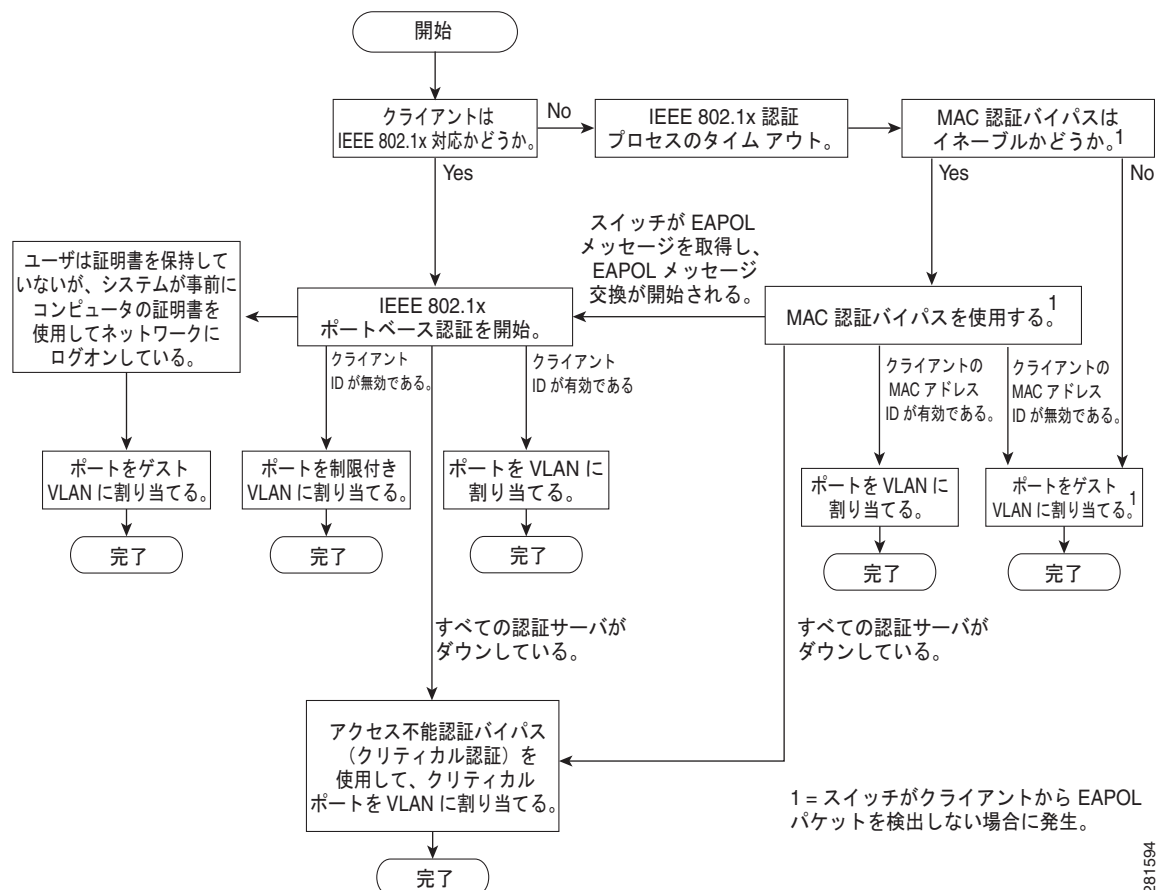 開始
クライアントは
IEEE 802.1x 対応かどうか。
No
IEEE 802.1x 認証
プロセスのタイム アウト。
MAC 認証バイパスは
イネーブルかどうか。1
Yes
Yes
No
スイッチが EAPOL
メッセージを取得し、
EAPOL メッセージ
交換が開始される。
ユーザは証明書を保持して
いないが、システムが事前に
コンピュータの証明書を
使用してネットワークに
ログオンしている。
IEEE 802.1x
ポートベース認証を開始。
MAC 認証バイパスを使用する。1
クライアント
ID が無効である。
クライアント
ID が有効である
クライアントの
MAC アドレス
ID が有効である。
クライアントの
MAC アドレス
ID が無効である。
ポートをゲスト
VLAN に割り当てる。
ポートを制限付き
VLAN に割り当てる。
ポートを VLAN に
割り当てる。
ポートを VLAN に
割り当てる。
ポートをゲスト
VLAN に割り当てる。1
完了
完了
完了
完了
完了
すべての認証サーバが
ダウンしている。
すべての認証サーバが
ダウンしている。
アクセス不能認証バイパス
（クリティカル認証）を
使用して、クリティカル
ポートを VLAN に割り当てる。
1 = スイッチがクライアントから EAPOL
パケットを検出しない場合に発生。
完了
281594